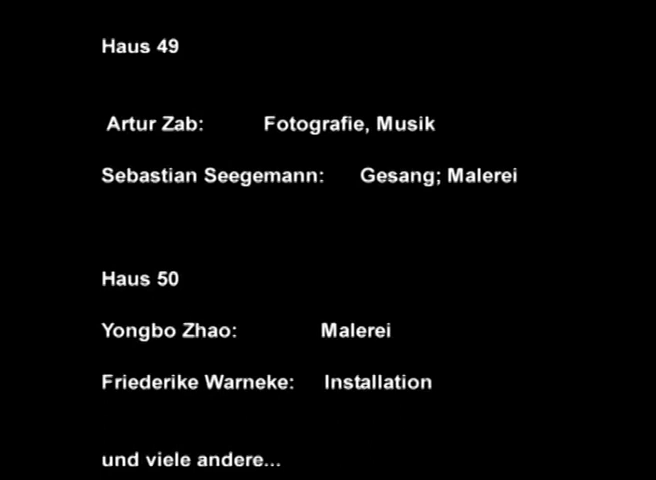 Haus 49
Artur Zab: Fotografie, Musik
Sebastian Seegemann: Gesang; Malerei
Haus 50
Yongbo Zhao: Malerei
Friederike Warneke: Installation
und viele andere...